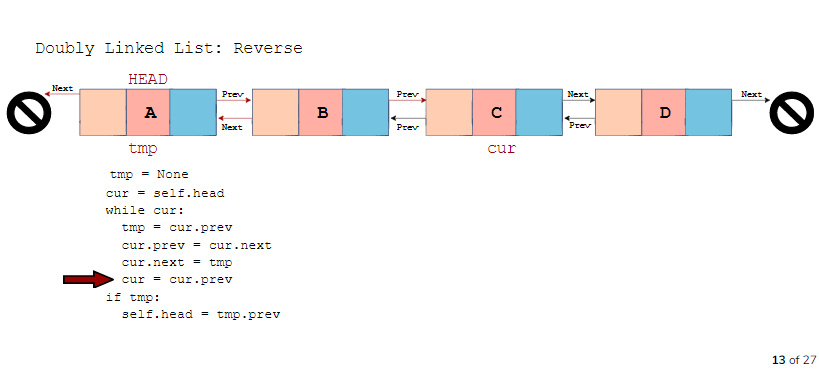 Doubly Linked List: Reverse
HEAD
Next Prev Prev Next Next
A B C D
Next Prev Prev
tmp cur
tmp = None
cur = self.head
while cur:
tmp = cur.prev
cur.prev = cur.next
cur.next = tmp
cur = cur.prev
if tmp:
self.head = tmp.prev
13 of 27